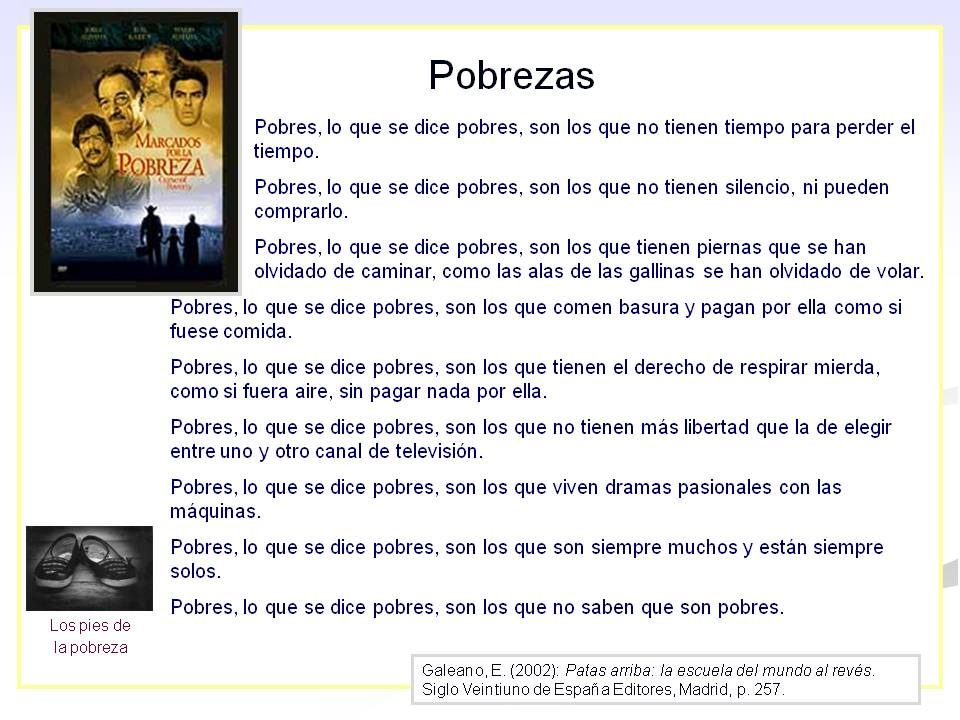 MARCADOS
POR LA
POBREZA
Curse of
Poverty
Pobrezas
Pobres, lo que se dice pobres, son los que no tienen tiempo para perder el
tiempo.
Pobres, lo que se dice pobres, son los que no tienen silencio, ni pueden
comprarlo.
Pobres, lo que se dice pobres, son los que tienen piernas que se han
olvidado de caminar, como las alas de las gallinas se han olvidado de volar.
Pobres, lo que se dice pobres, son los que comen basura y pagan por ella como si
fuese comida.
Pobres, lo que se dice pobres, son los que tienen el derecho de respirar mierda,
como si fuera aire, sin pagar nada por ella.
Pobres, lo que se dice pobres, son los que no tienen más libertad que la de elegir
entre uno y otro canal de televisión.
Pobres, lo que se dice pobres, son los que viven dramas pasionales con las
máquinas.
Pobres, lo que se dice pobres, son los que son siempre muchos y están siempre
solos.
Pobres, lo que se dice pobres, son los que no saben que son pobres.
Los pies de
la pobreza
Galeano, E. (2002): Patas arriba: la escuela del mundo al revés.
Siglo Veintiuno de España Editores, Madrid, p. 257.